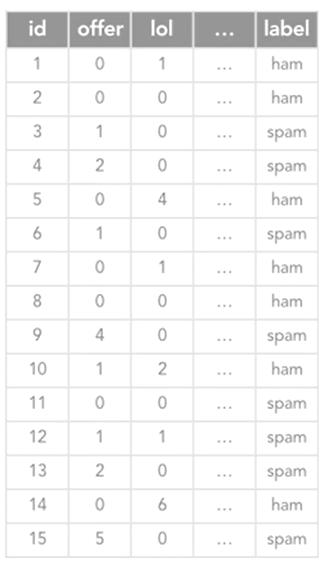 id offer lol ... label
1 0 1 ... ham
2 0 0 ... ham
3 1 0 ... spam
4 2 0 ... spam
5 0 4 ... ham
6 1 0 ... spam
7 0 1 ... ham
8 0 0 ... ham
9 4 0 ... spam
10 1 2 ... ham
11 0 0 ... spam
12 1 1 ... spam
13 2 0 ... spam
14 0 6 ... ham
15 5 0 ... spam